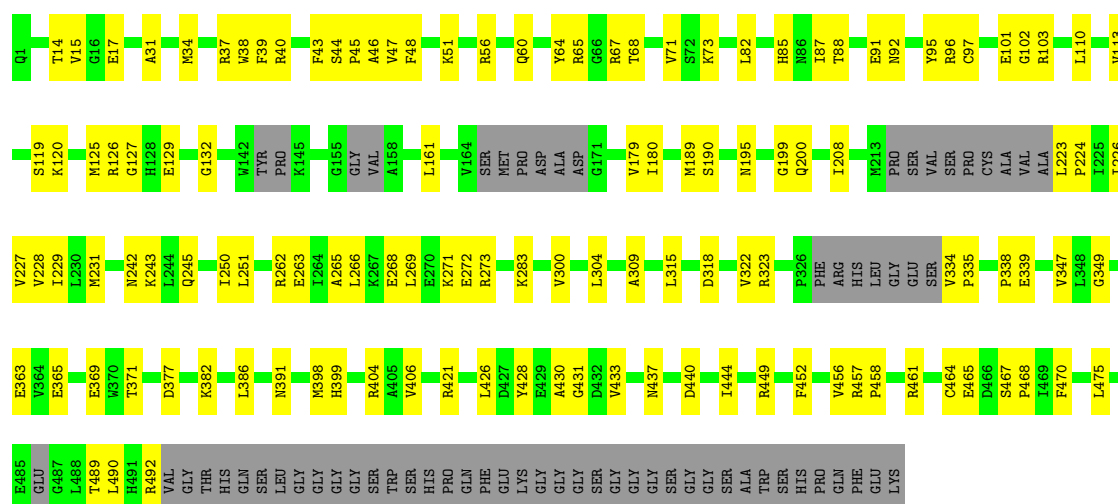 Q1 T14 V15 G16 E17 A31 M34 R37 W38 F39 R40 F43 S44 P45 A46 V47 F48 K51 R56 Q60 Y64 R65 G66 R67 T68 V71 S72 K73 L82 H85 N86 I87 T88 E91 N92 Y95 R96 C97 E101 G102 R103 L110 V113
S119 K120 M125 R126 G127 H128 E129 G132 W142 TYR PRO K145 G155 GLY VAL A158 L161 V164 SER MET PRO ASP ALA ASP G171 V179 I180 M189 S190 N195 G199 Q200 I208 M213 PRO SER VAL SER PRO CYS ALA VAL ALA L223 P224 I225
V227 V228 I229 L230 M231 N242 K243 L244 Q245 I250 L251 R262 E263 I264 A265 L266 K267 E268 L269 E270 K271 E272 R273 K283 V300 L304 A309 L315 D318 V322 R323 P326 PHE ARG HIS LEU GLY GLU SER V334 P335 P338 E339 V347 L348 G349
E363 V364 E365 E369 W370 T371 D377 K382 L386 N391 M398 H399 R404 A405 V406 R421 L426 D427 Y428 E429 A430 G431 D432 V433 N437 D440 I444 R449 F452 V456 R457 P458 R461 C464 E465 D466 S467 P468 I469 F470 L475
E485 GLU G487 L488 T489 L490 H491 R492 VAL GLY THR HIS GLN SER LEU GLY GLY GLY GLY SER TRP SER HIS PRO GLN PHE GLU LYS GLY GLY GLY SER GLY GLY GLY SER GLY GLY SER ALA TRP SER HIS PRO GLN PHE GLU LYS